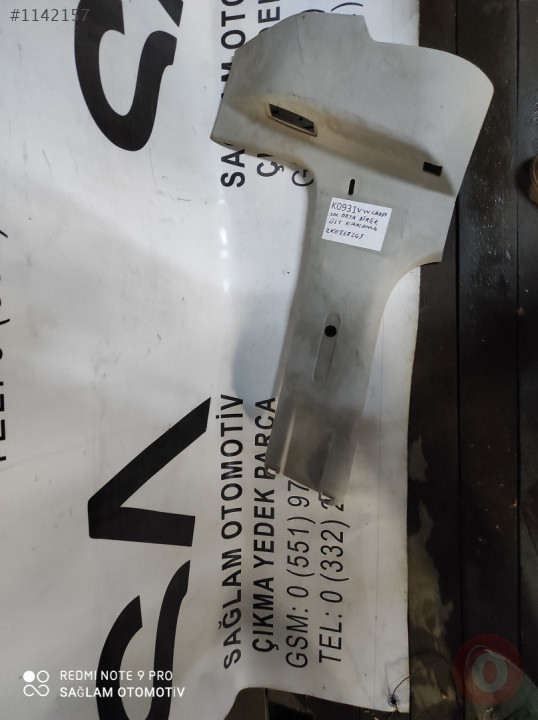 #1142157
K0931 VW CADDY
SOL ORTA DİREK
ÜST KAPLAMA
2K0868263
SAĞLAM OTOMOTİV
ÇIKMA YEDEK PARÇA
GSM: 0 (551) 97
TEL: 0 (332) 2
REDMI NOTE 9 PRO
SAĞLAM OTOMOTİV